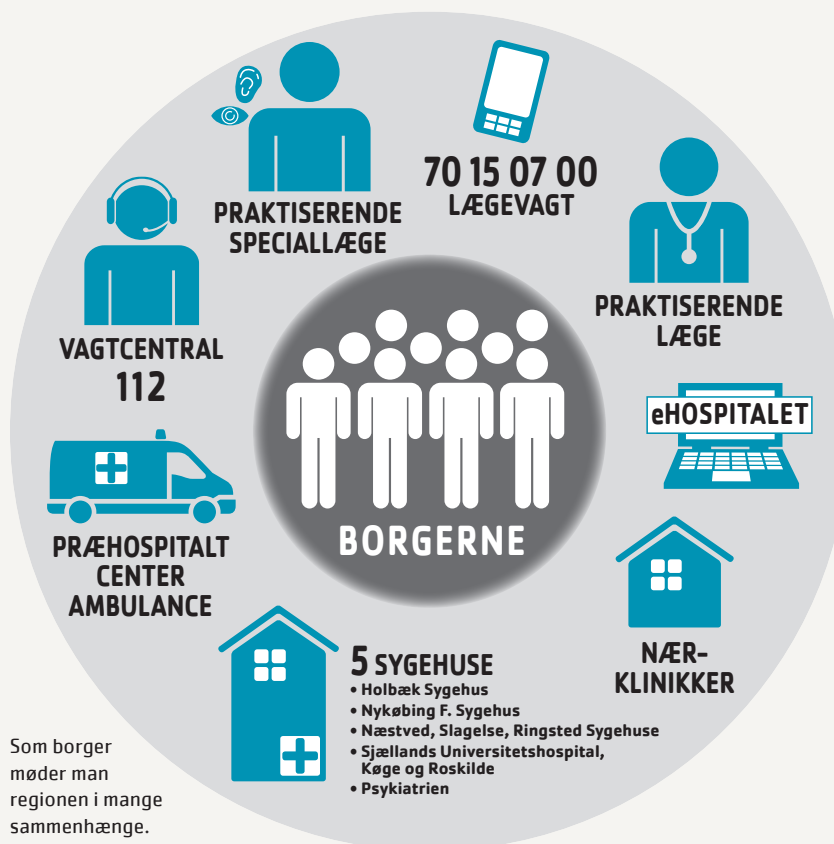 PRAKTISERENDE
SPECIALLÆGE
70 15 07 00
LÆGEVAGT
PRAKTISERENDE
LÆGE
VAGTCENTRAL
112
eHOSPITALET
BORGERNE
PRÆHOSPITALT
CENTER
AMBULANCE
NÆR-
KLINIKKER
5 SYGEHUSE
• Holbæk Sygehus
• Nykøbing F. Sygehus
• Næstved, Slagelse, Ringsted Sygehuse
• Sjællands Universitetshospital,
Køge og Roskilde
• Psykiatrien
Som borger
møder man
regionen i mange
sammenhænge.